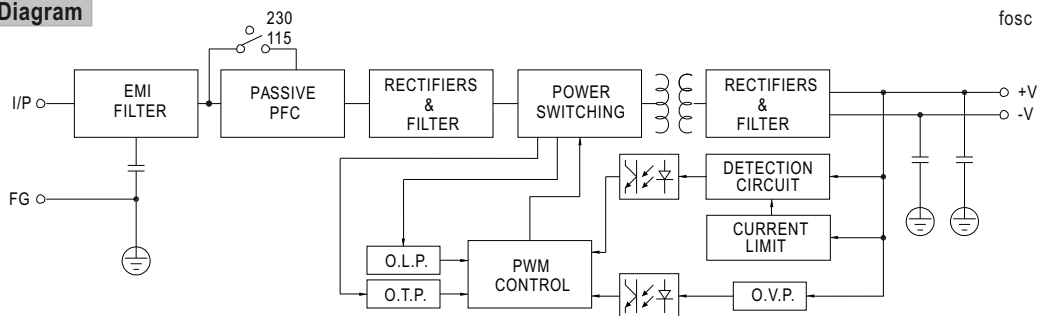 Diagram
fosc
230
115
I/P
EMI
FILTER
PASSIVE
PFC
RECTIFIERS
&
FILTER
POWER
SWITCHING
RECTIFIERS
&
FILTER
+V
-V
DETECTION
CIRCUIT
FG
CURRENT
LIMIT
O.L.P.
PWM
CONTROL
O.T.P.
O.V.P.